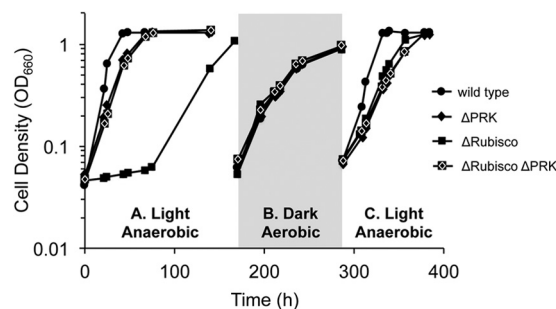 Cell Density (OD660)
1
0.1
0.01
A. Light
Anaerobic
B. Dark
Aerobic
C. Light
Anaerobic
0
100
200
300
400
Time (h)
wild type
ΔPRK
ΔRubisco
ΔRubisco ΔPRK